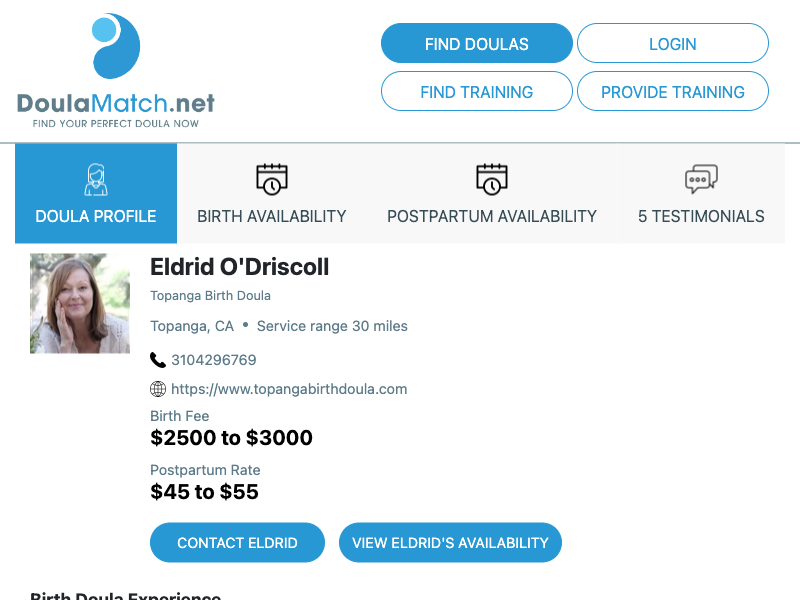 DoulaMatch.net
FIND YOUR PERFECT DOULA NOW
FIND DOULAS
LOGIN
FIND TRAINING
PROVIDE TRAINING
DOULA PROFILE
BIRTH AVAILABILITY
POSTPARTUM AVAILABILITY
5 TESTIMONIALS
Eldrid O'Driscoll
Topanga Birth Doula
Topanga, CA • Service range 30 miles
3104296769
https://www.topangabirthdoula.com
Birth Fee
$2500 to $3000
Postpartum Rate
$45 to $55
CONTACT ELDRID
VIEW ELDRID'S AVAILABILITY
Birth Doula Experience